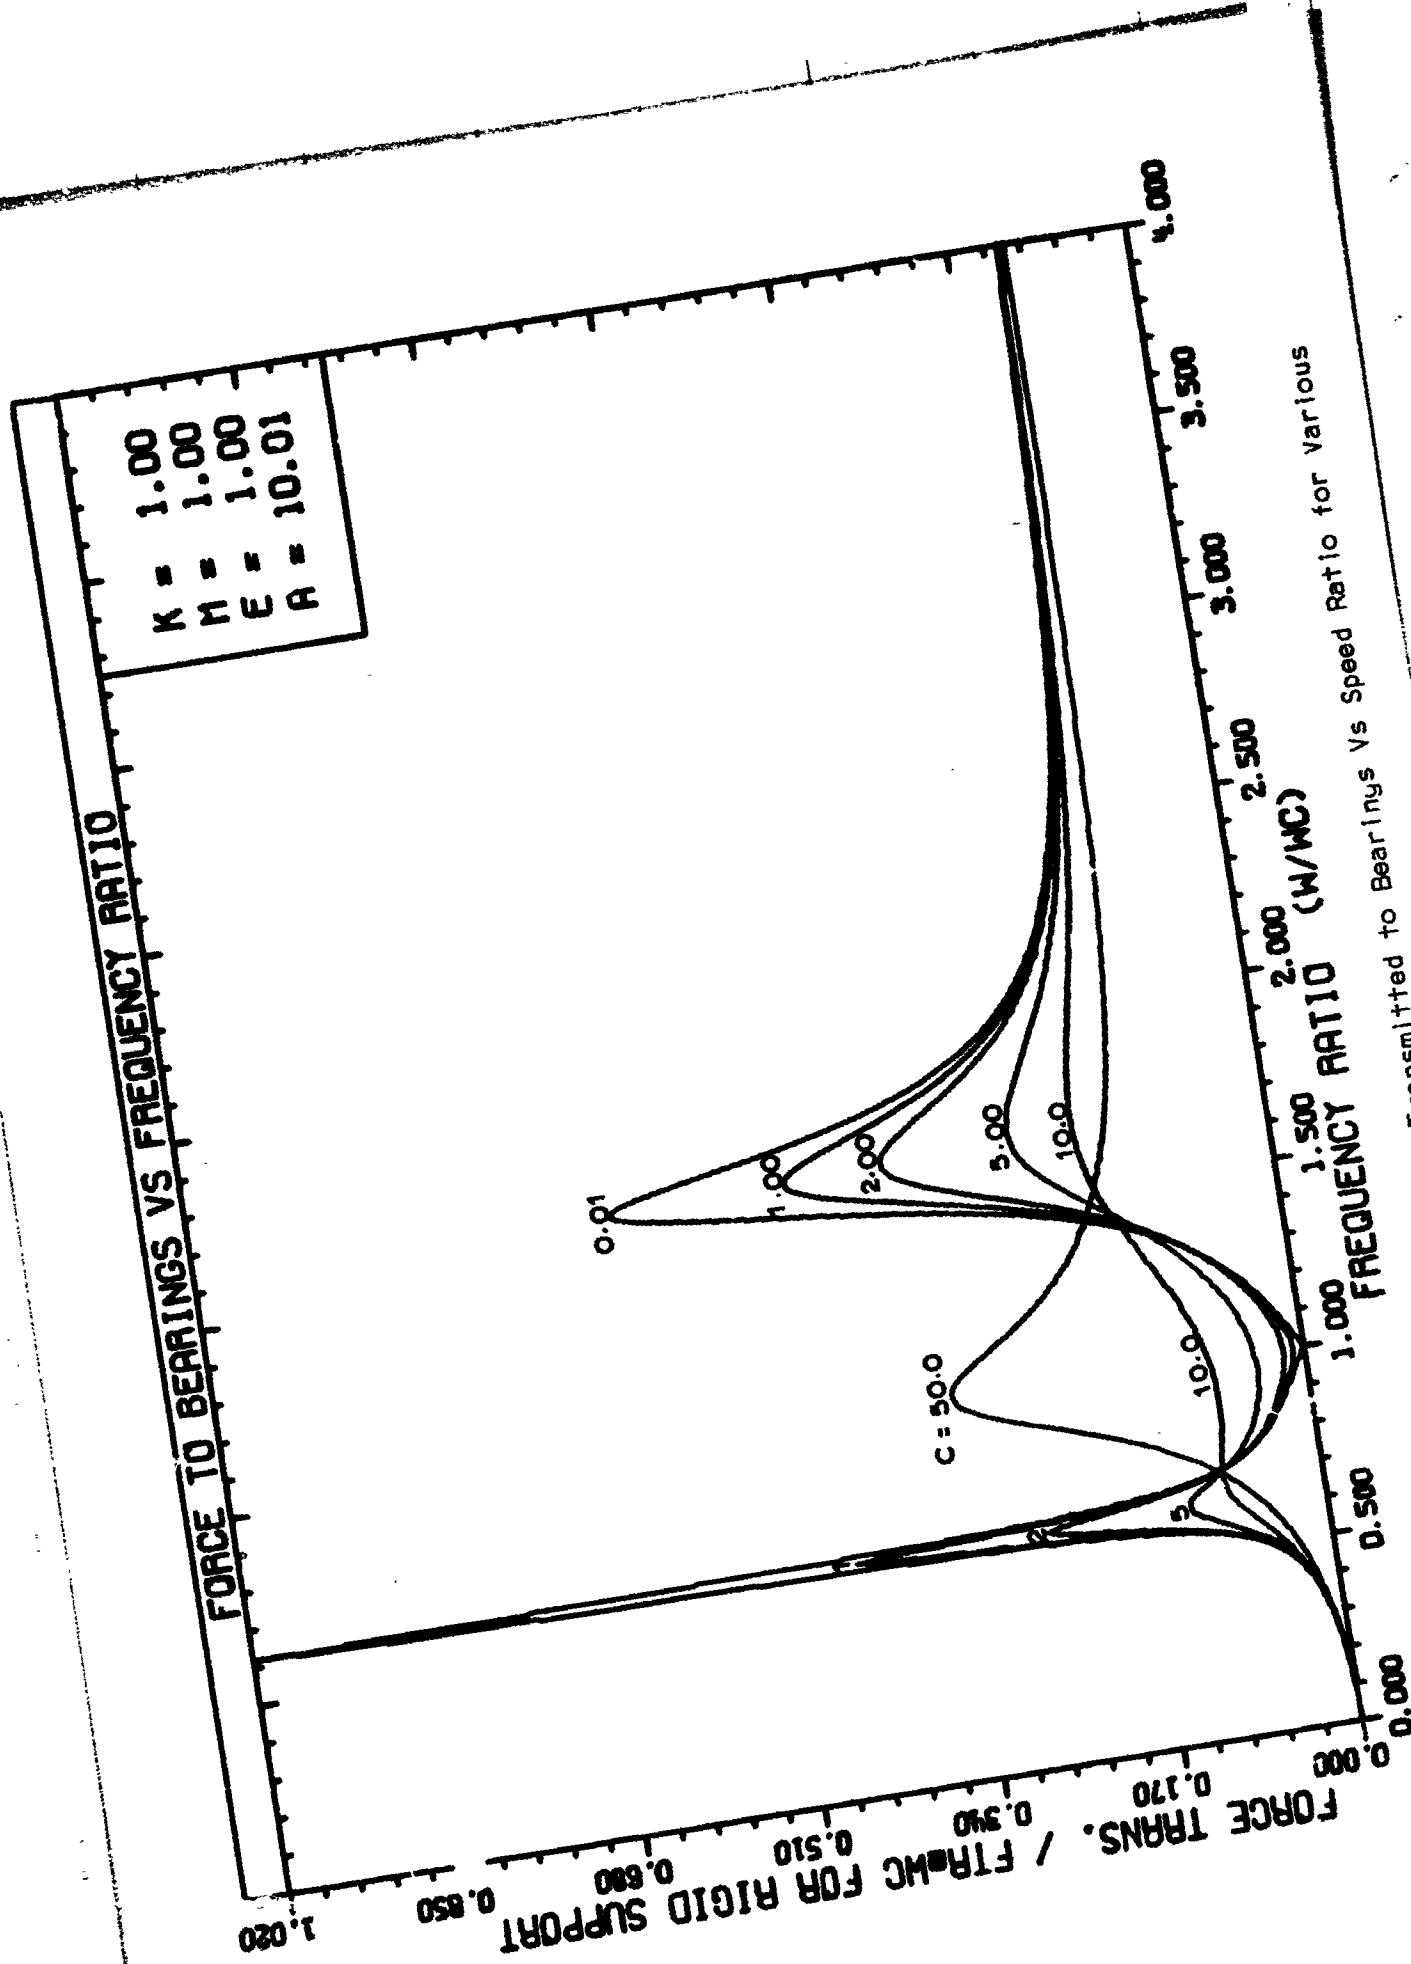 FORCE TO BEARINGS VS FREQUENCY RATIO
K = 1.00
M = 1.00
E = 1.00
A = 10.01
FORCE TRANS. / FTA*WC FOR RIGID SUPPORT
1.020
0.850
0.680
0.510
0.340
0.170
0.000
0.01
1.00
2.00
5.00
10.0
C = 50.0
10.0
1
2
5
0.000
0.500
1.000
1.500
2.000
2.500
3.000
3.500
4.000
FREQUENCY RATIO (W/WC)
Transmitted to Bearings Vs Speed Ratio for Various